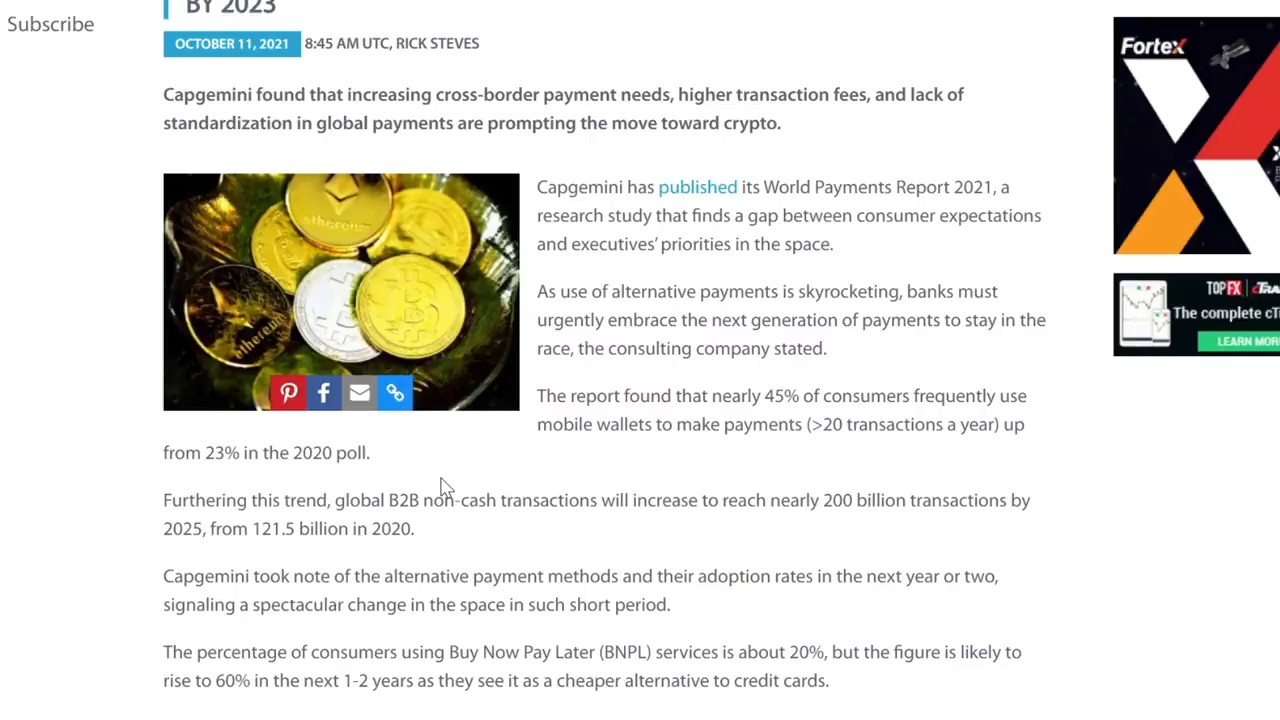 BY 2023
Subscribe
OCTOBER 11, 2021 8:45 AM UTC, RICK STEVES
Capgemini found that increasing cross-border payment needs, higher transaction fees, and lack of
standardization in global payments are prompting the move toward crypto.
Capgemini has published its World Payments Report 2021, a
research study that finds a gap between consumer expectations
and executives' priorities in the space.
As use of alternative payments is skyrocketing, banks must
urgently embrace the next generation of payments to stay in the
race, the consulting company stated.
The report found that nearly 45% of consumers frequently use
mobile wallets to make payments (>20 transactions a year) up
from 23% in the 2020 poll.
Furthering this trend, global B2B non-cash transactions will increase to reach nearly 200 billion transactions by
2025, from 121.5 billion in 2020.
Capgemini took note of the alternative payment methods and their adoption rates in the next year or two,
signaling a spectacular change in the space in such short period.
The percentage of consumers using Buy Now Pay Later (BNPL) services is about 20%, but the figure is likely to
rise to 60% in the next 1-2 years as they see it as a cheaper alternative to credit cards.
ethereum
ethereum
Fortex
TOPFX
The complete
LEARN